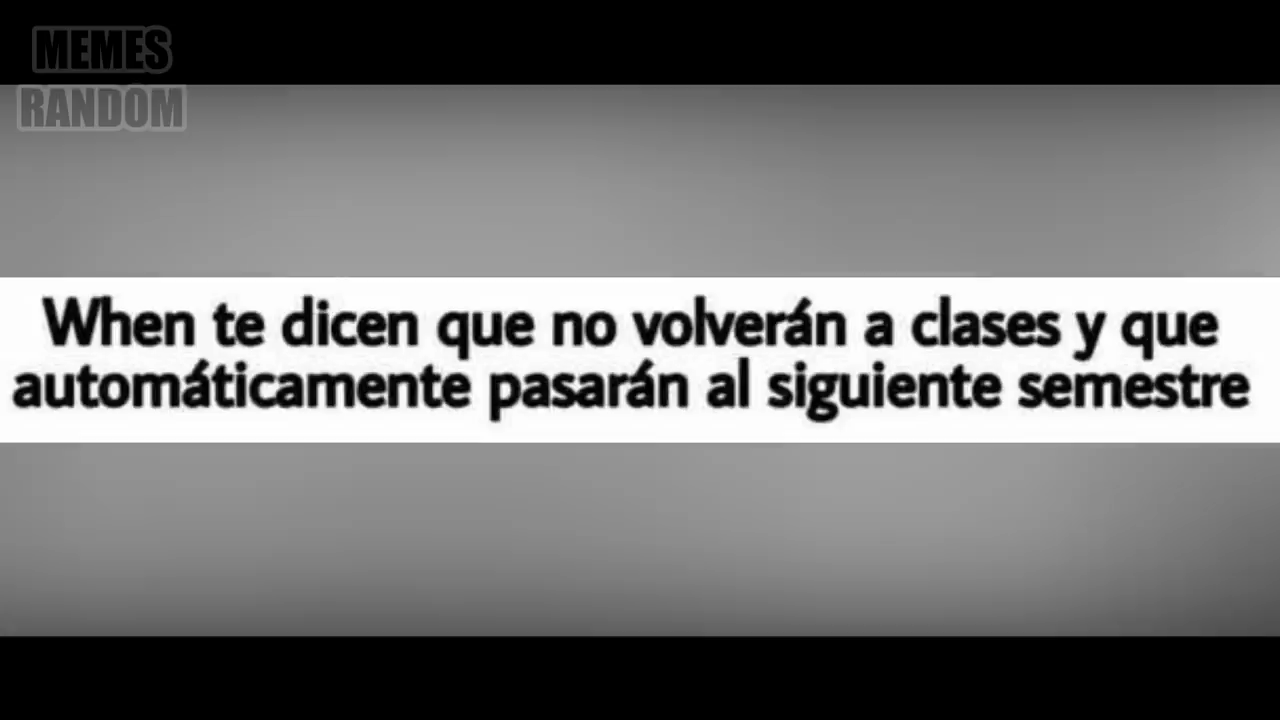 MEMES
RANDOM
When te dicen que no volverán a clases y que
automáticamente pasarán al siguiente semestre